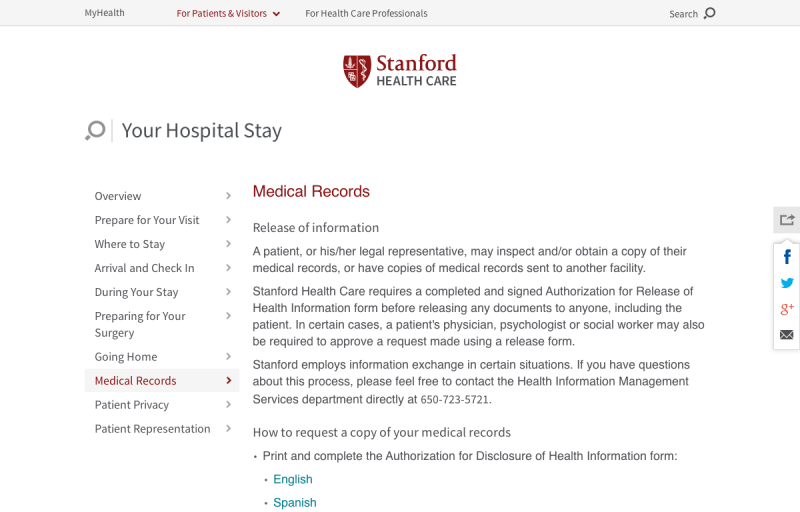 MyHealth
For Patients & Visitors
For Health Care Professionals
Search
Stanford
HEALTH CARE
Your Hospital Stay
Overview
Prepare for Your Visit
Where to Stay
Arrival and Check In
During Your Stay
Preparing for Your
Surgery
Going Home
Medical Records
Patient Privacy
Patient Representation
Medical Records
Release of information
A patient, or his/her legal representative, may inspect and/or obtain a copy of their
medical records, or have copies of medical records sent to another facility.
Stanford Health Care requires a completed and signed Authorization for Release of
Health Information form before releasing any documents to anyone, including the
patient. In certain cases, a patient's physician, psychologist or social worker may also
be required to approve a request made using a release form.
Stanford employs information exchange in certain situations. If you have questions
about this process, please feel free to contact the Health Information Management
Services department directly at 650-723-5721.
How to request a copy of your medical records
• Print and complete the Authorization for Disclosure of Health Information form:
• English
• Spanish